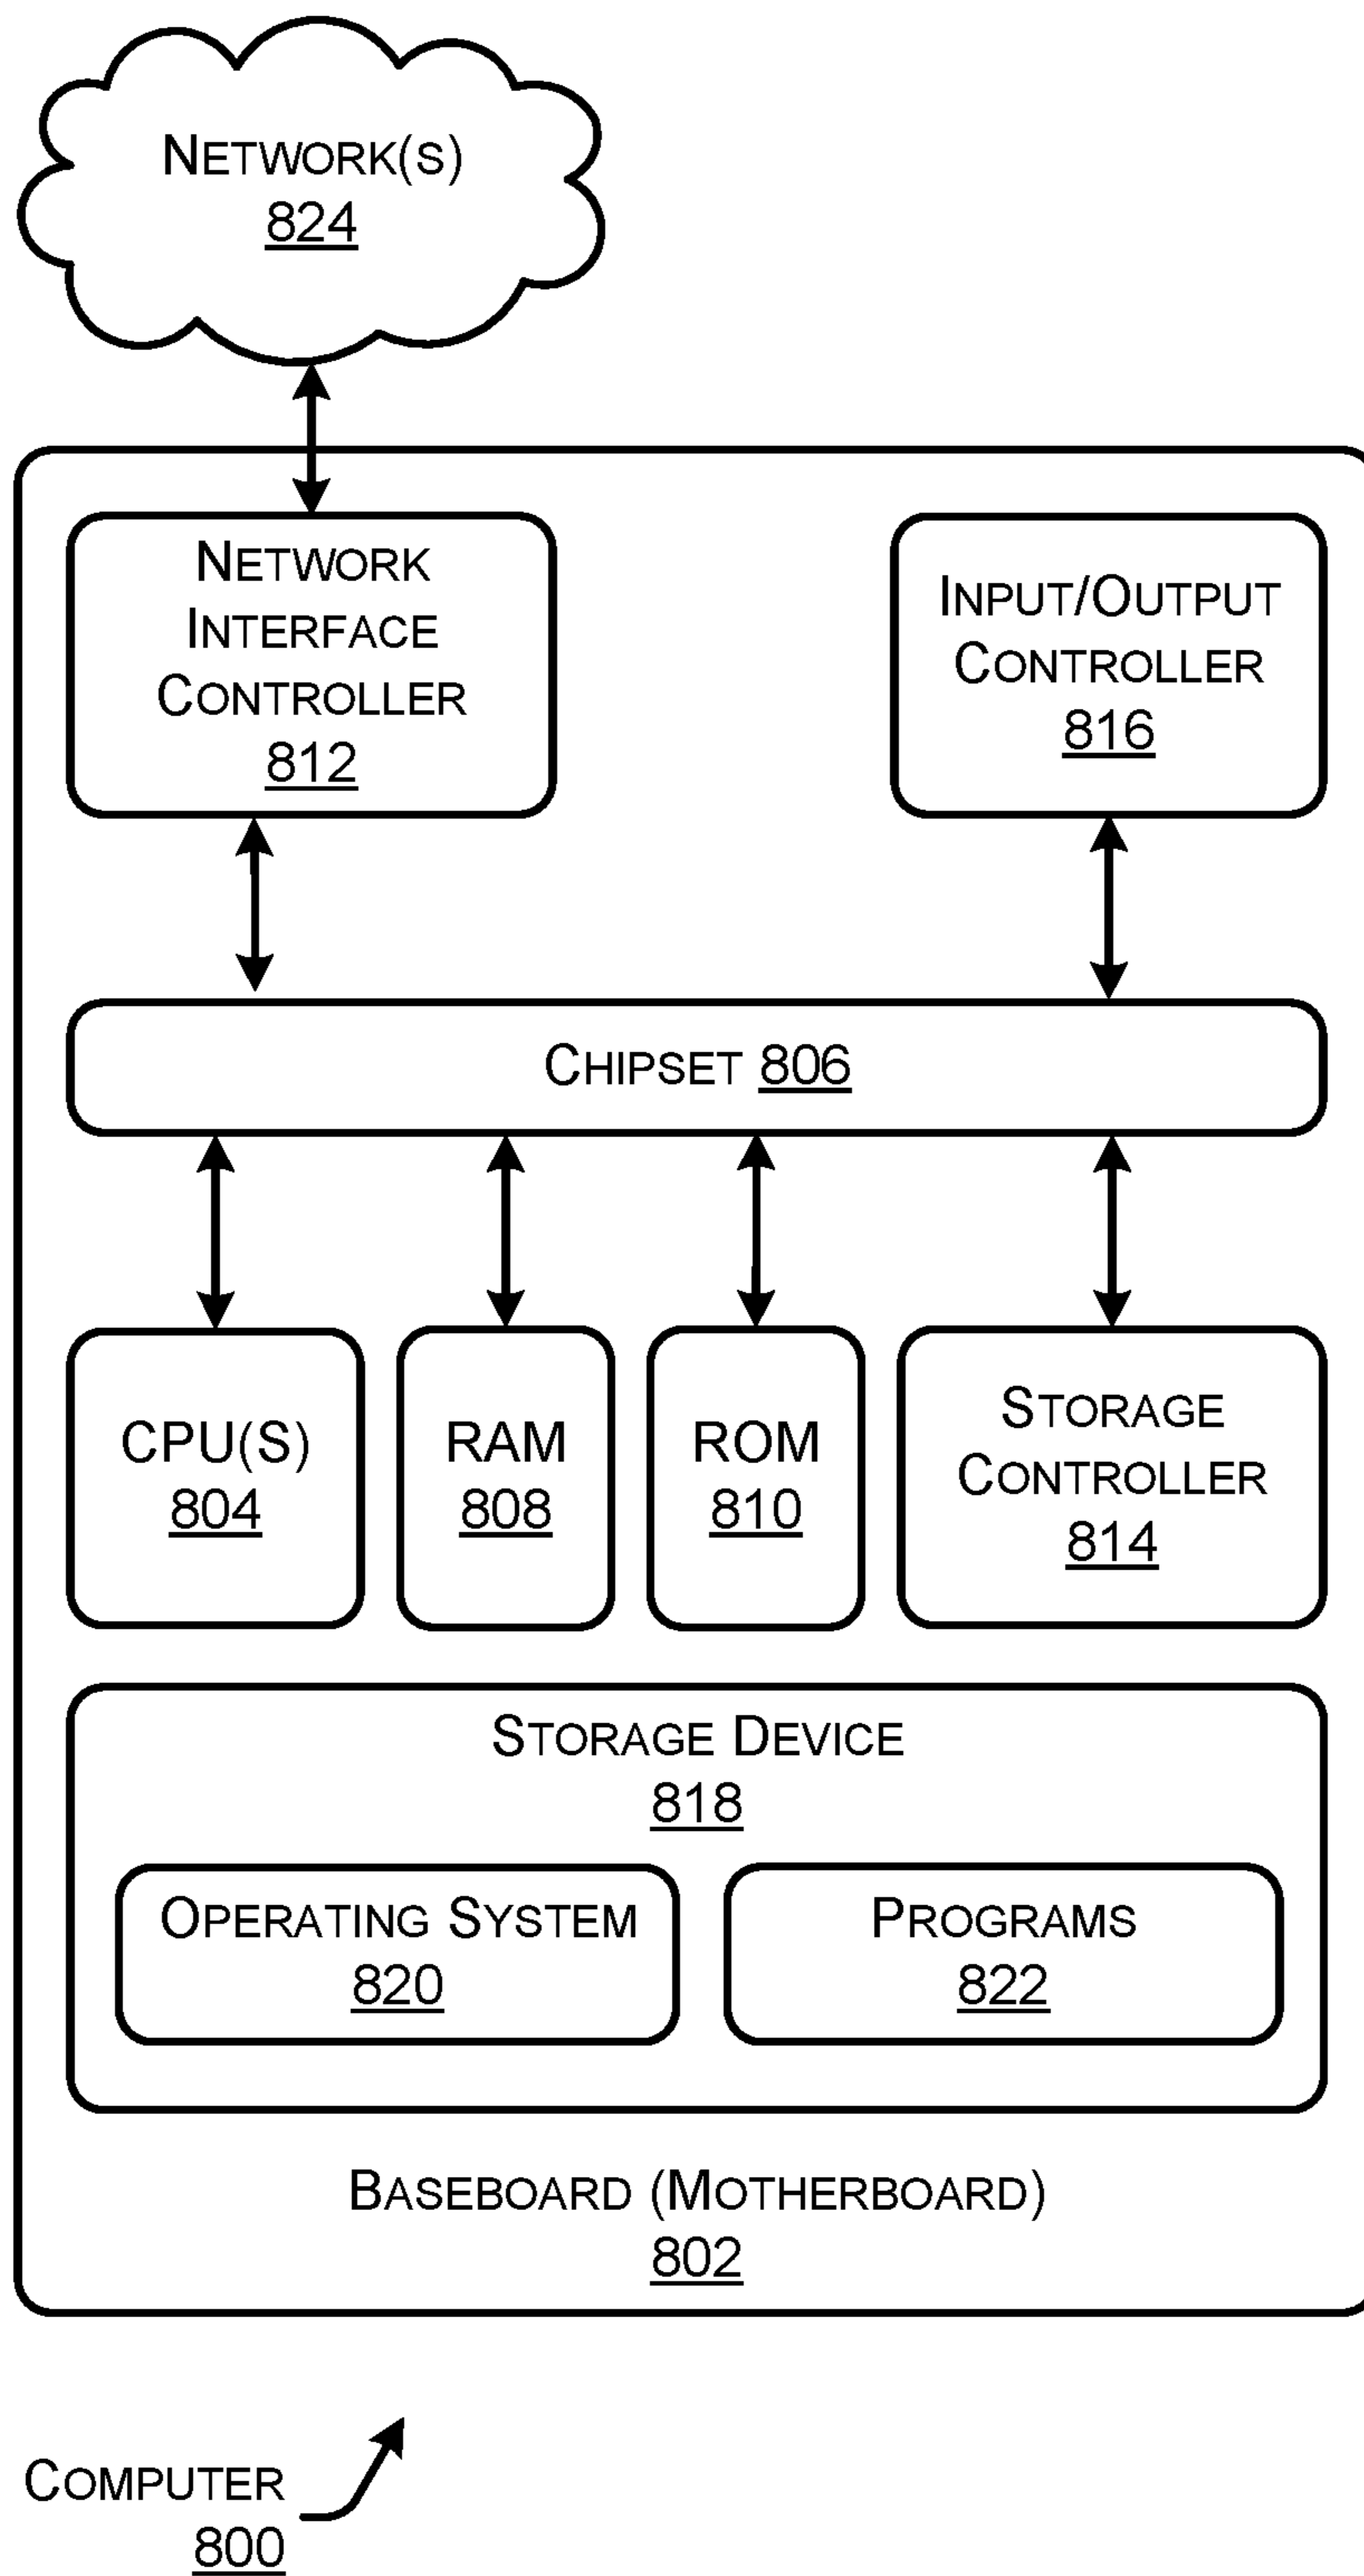 NETWORK(S)
824
NETWORK
INTERFACE
CONTROLLER
812
INPUT/OUTPUT
CONTROLLER
816
CHIPSET 806
CPU(S)
804
RAM
808
ROM
810
STORAGE
CONTROLLER
814
STORAGE DEVICE
818
OPERATING SYSTEM
820
PROGRAMS
822
BASEBOARD (MOTHERBOARD)
802
COMPUTER
800